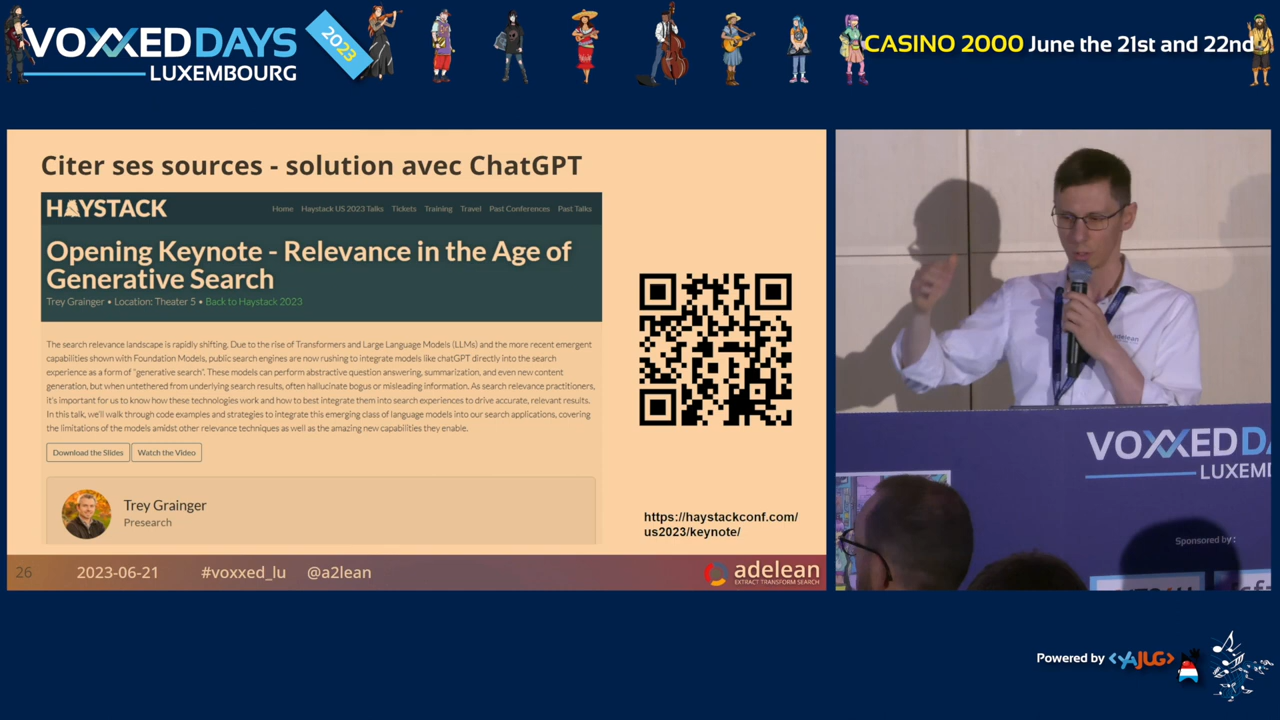 VOXXED DAYS
LUXEMBOURG
2023
CASINO 2000 June the 21st and 22nd
Citer ses sources - solution avec ChatGPT
HAYSTACK
Home Haystack US 2023 Talks Tickets Training Travel Past Conferences Past Talks
Opening Keynote - Relevance in the Age of
Generative Search
Trey Grainger • Location: Theater 5 • Back to Haystack 2023
The search relevance landscape is rapidly shifting. Due to the rise of Transformers and Large Language Models (LLMs) and the more recent emergent
capabilities shown with Foundation Models, public search engines are now rushing to integrate models like chatGPT directly into the search
experience as a form of "generative search". These models can perform abstractive question answering, summarization, and even new content
generation, but when untethered from underlying search results, often hallucinate bogus or misleading information. As search relevance practitioners,
it's important for us to know how these technologies work and how to best integrate them into search experiences to drive accurate, relevant results.
In this talk, we'll walk through code examples and strategies to integrate this emerging class of language models into our search applications, covering
the limitations of the models amidst other relevance techniques as well as the amazing new capabilities they enable.
Download the Slides Watch the Video
Trey Grainger
Presearch
https://haystackconf.com/
us2023/keynote/
26 2023-06-21 #voxxed_lu @a2lean
adelean
EXTRACT TRANSFORM SEARCH
adelean
VOXXED DA
LUXEM
Sponsored by:
Powered by <YAJUG>